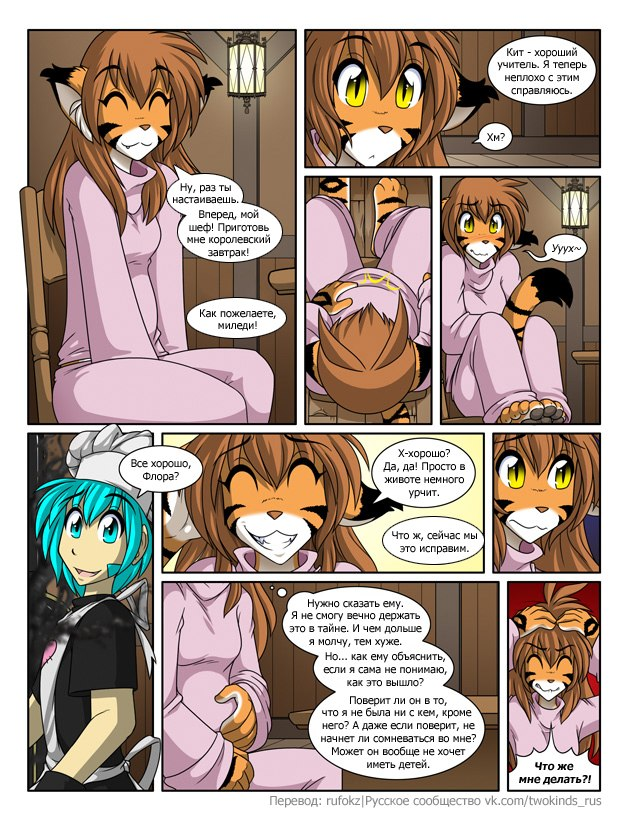 Ну, раз ты
настаиваешь.
Вперед, мой
шеф! Приготовь
мне королевский
завтрак!
Как пожелаете,
миледи!
Кит - хороший
учитель. Я теперь
неплохо с этим
справляюсь.
Хм?
Ууух~
Все хорошо,
Флора?
Х-хорошо?
Да, да! Просто в
животе немного
урчит.
Что ж, сейчас мы
это исправим.
Нужно сказать ему.
Я не смогу вечно держать
это в тайне. И чем дольше
я молчу, тем хуже.
Но... как ему объяснить,
если я сама не понимаю,
как это вышло?
Поверит ли он в то,
что я не была ни с кем, кроме
него? А даже если поверит, не
начнет ли сомневаться во мне?
Может он вообще не хочет
иметь детей.
Что же
мне делать?!
Перевод: rufokz|Русское сообщество vk.com/twokinds_rus